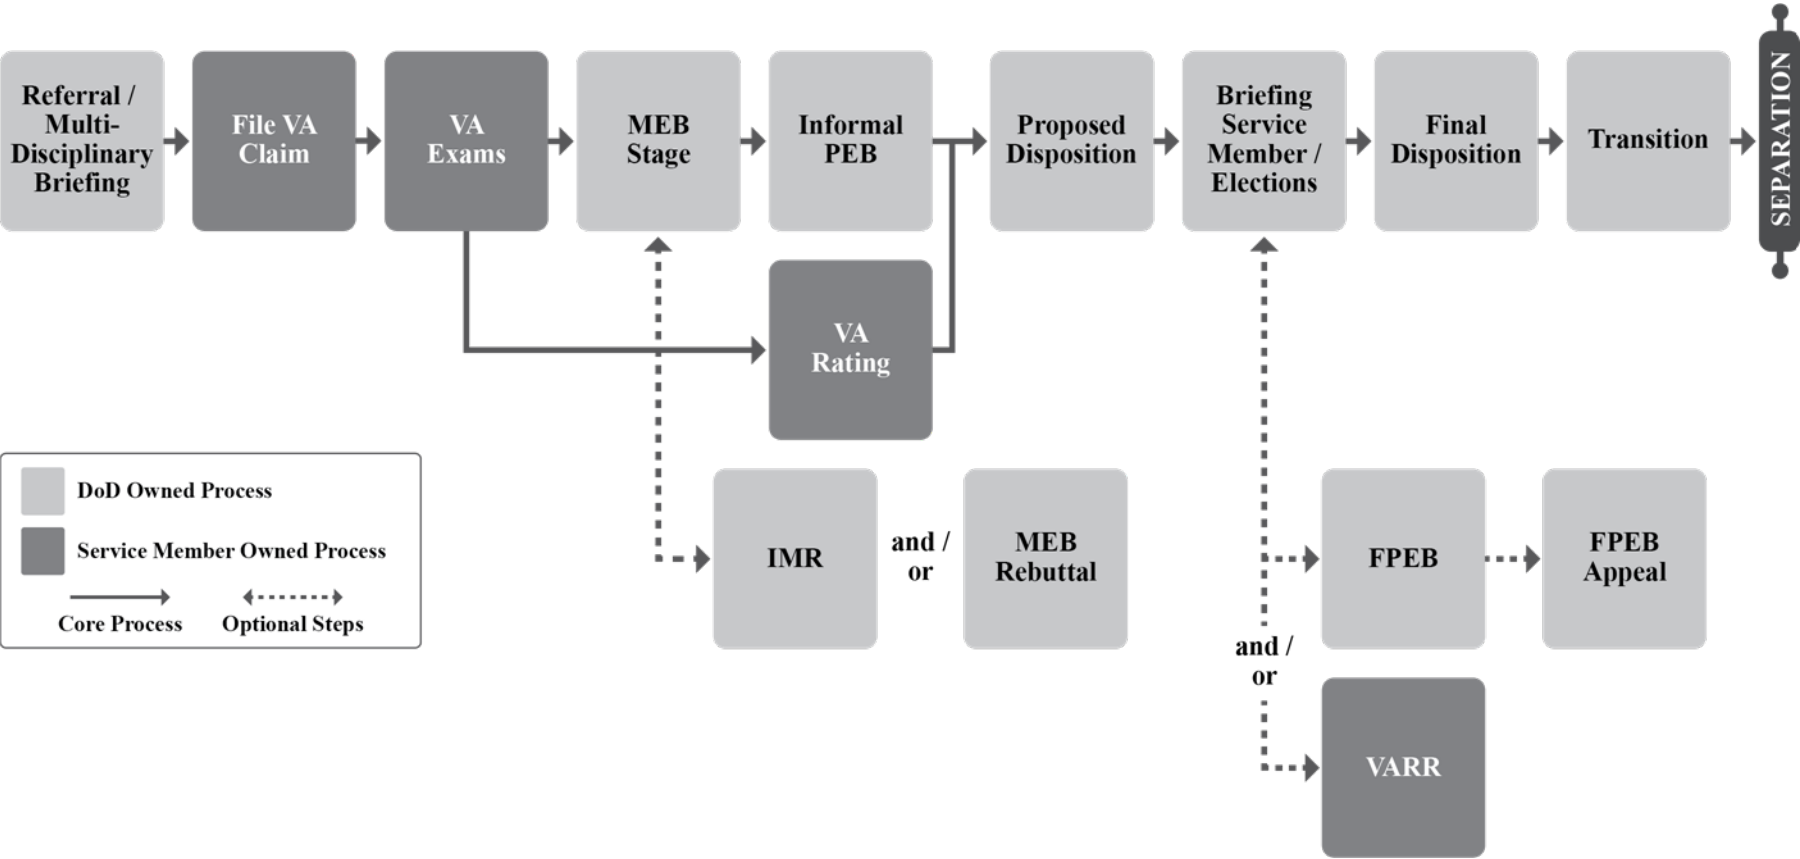 Referral /
Multi-
Disciplinary
Briefing
File VA
Claim
VA
Exams
MEB
Stage
Informal
PEB
Proposed
Disposition
Briefing
Service
Member /
Elections
Final
Disposition
Transition
SEPARATION
VA
Rating
DoD Owned Process
Service Member Owned Process
Core Process
Optional Steps
IMR
and /
or
MEB
Rebuttal
FPEB
FPEB
Appeal
and /
or
VARR